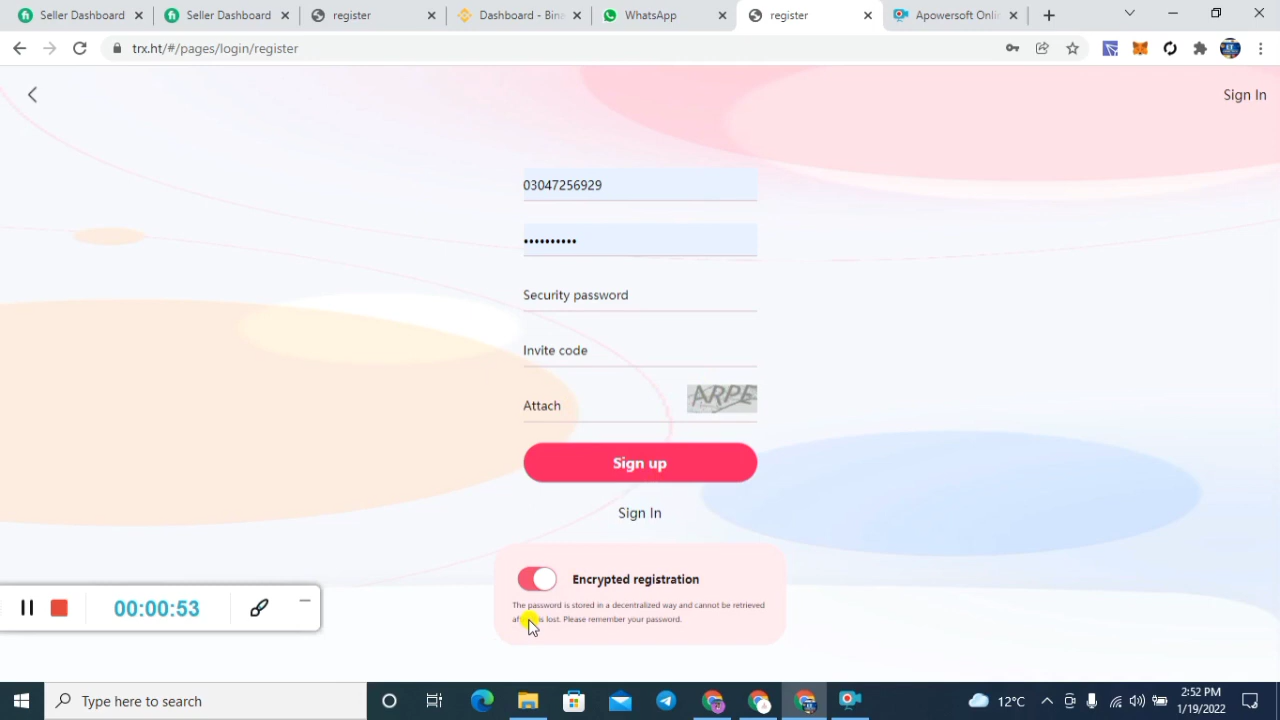 Seller Dashboard
Seller Dashboard
register
Dashboard - Bina
WhatsApp
register
Apowersoft Onli
trx.ht/#/pages/login/register
Sign In
03047256929
••••••••••
Security password
Invite code
Attach
ARPE
Sign up
Sign In
Encrypted registration
The password is stored in a decentralized way and cannot be retrieved
is lost. Please remember your password.
00:00:53
Type here to search
12°C
2:52 PM
1/19/2022